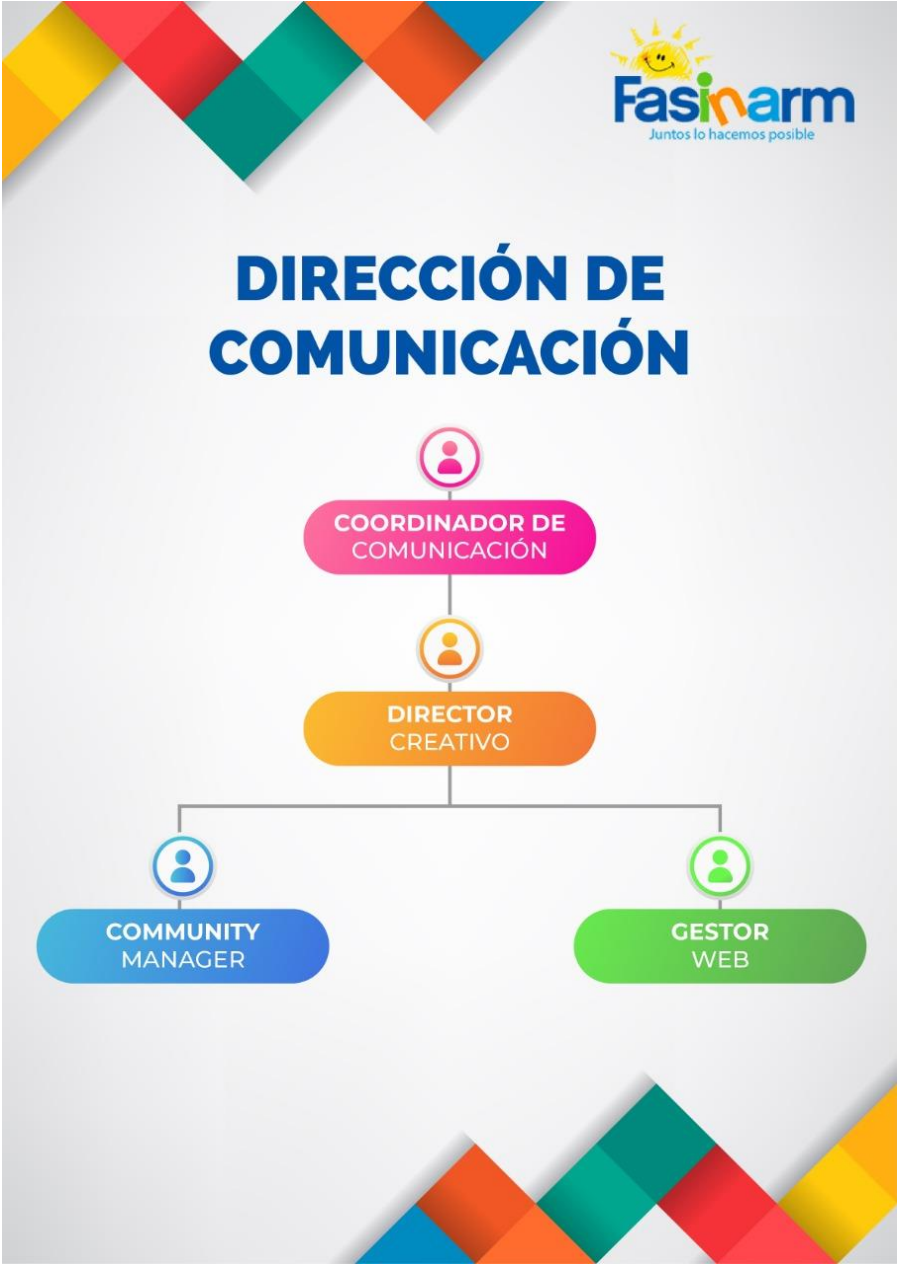 Fasinarm
Juntos lo hacemos posible
DIRECCIÓN DE
COMUNICACIÓN
COORDINADOR DE
COMUNICACIÓN
DIRECTOR
CREATIVO
COMMUNITY
MANAGER
GESTOR
WEB